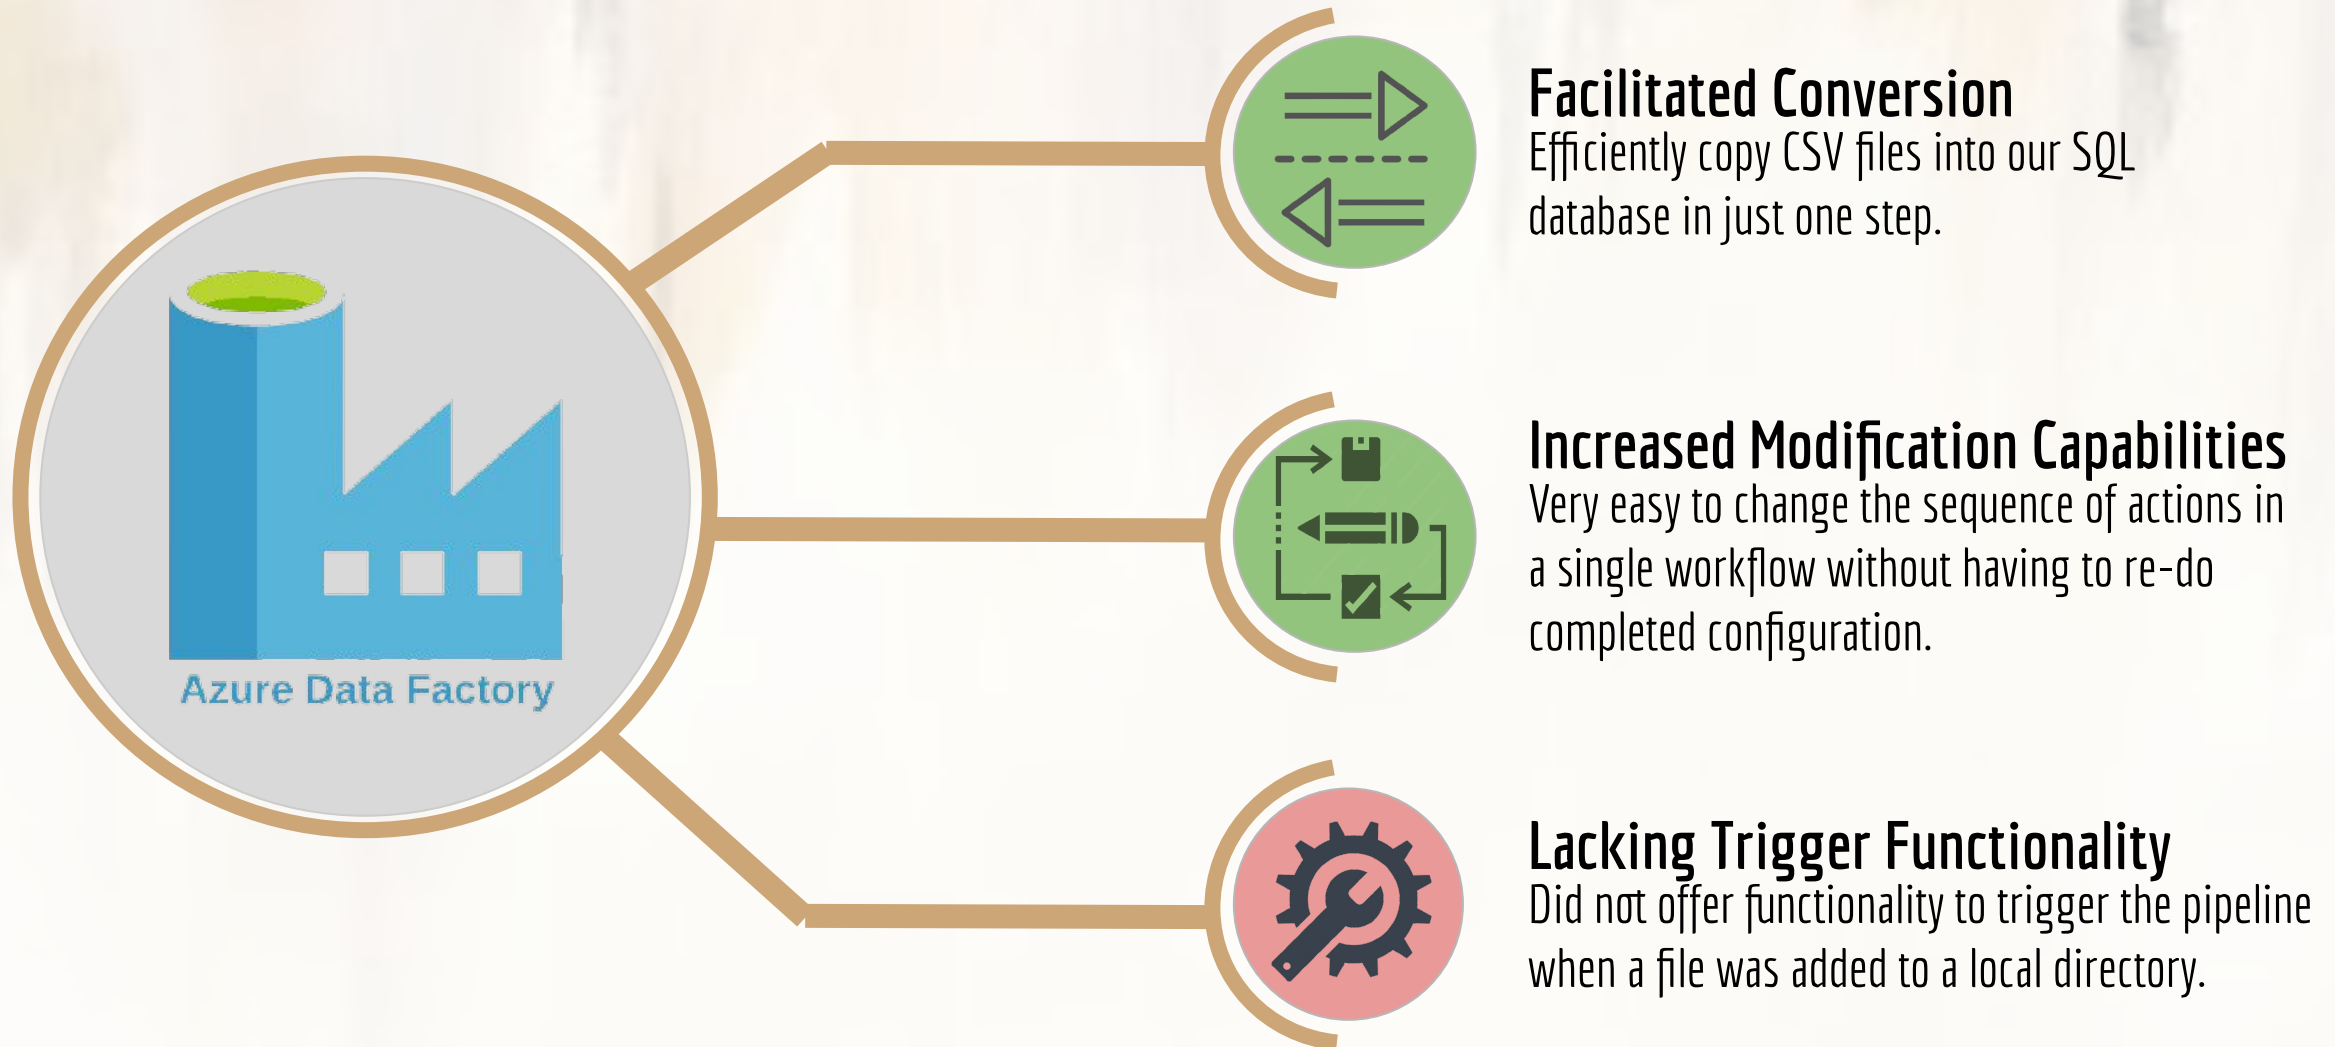 Azure Data Factory
Facilitated Conversion
Efficiently copy CSV files into our SQL
database in just one step.
Increased Modification Capabilities
Very easy to change the sequence of actions in
a single workflow without having to re-do
completed configuration.
Lacking Trigger Functionality
Did not offer functionality to trigger the pipeline
when a file was added to a local directory.